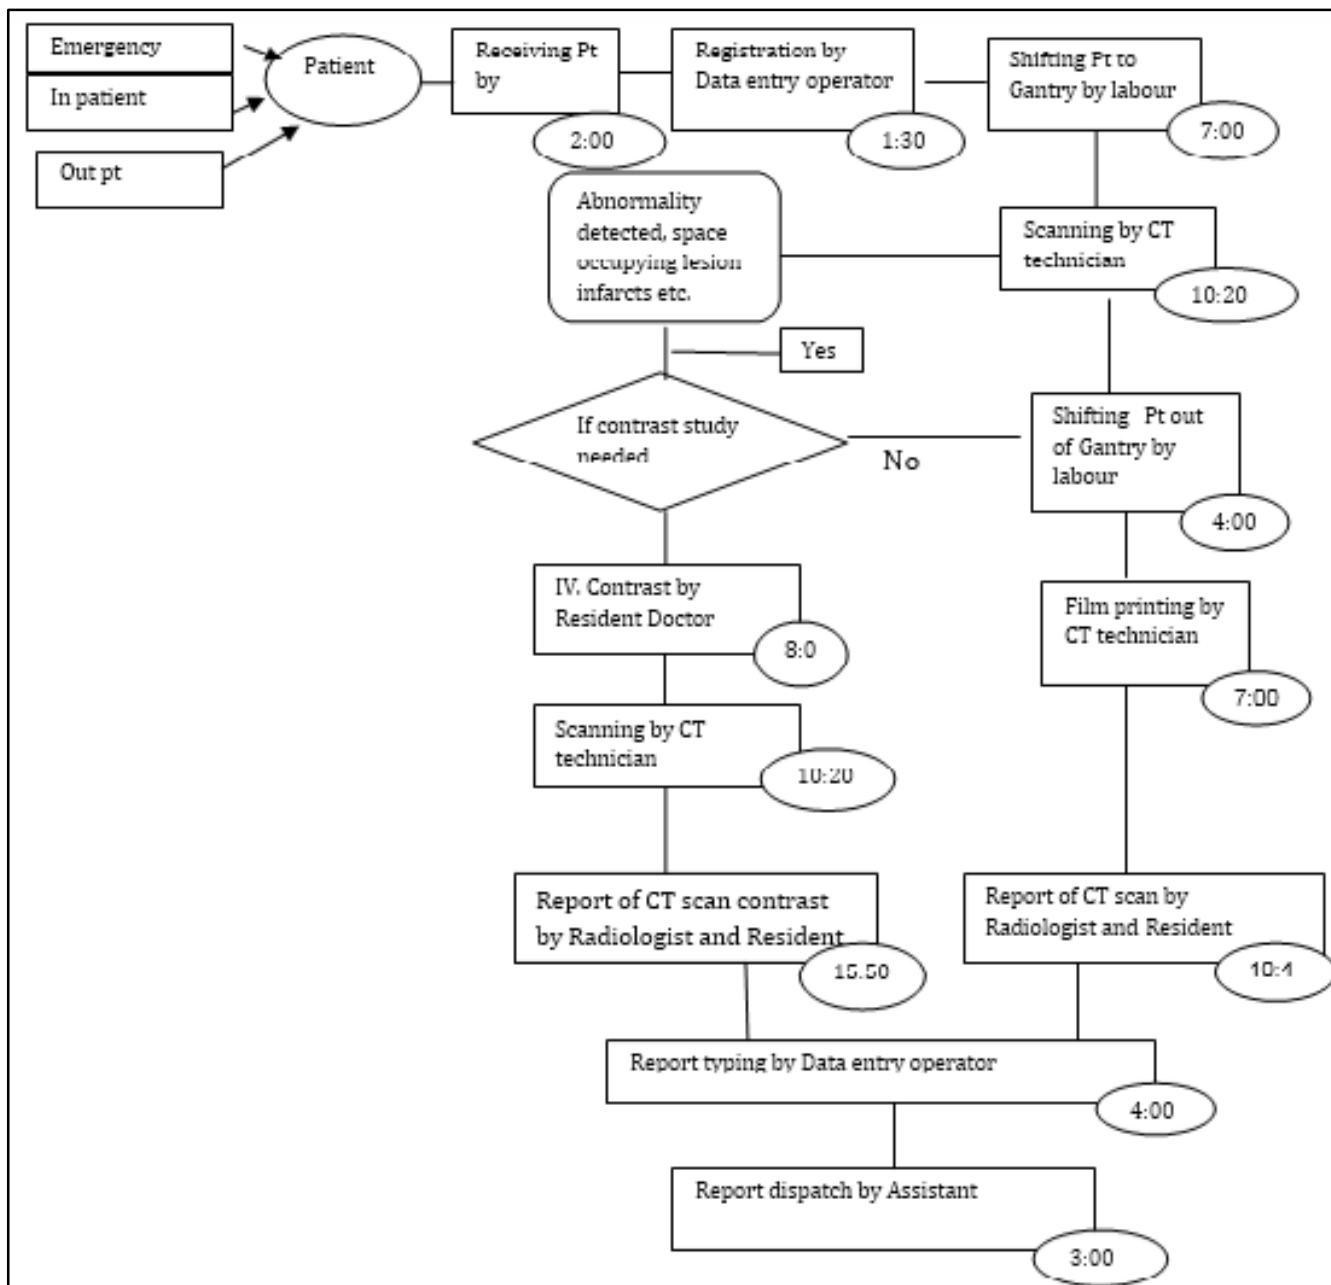 Emergency
In patient
Out pt
Patient
Receiving Pt
by
2:00
Registration by
Data entry operator
1:30
Shifting Pt to
Gantry by labour
7:00
Abnormality
detected, space
occupying lesion
infarcts etc.
Scanning by CT
technician
10:20
Yes
If contrast study
needed
No
Shifting Pt out
of Gantry by
labour
4:00
IV. Contrast by
Resident Doctor
8:0
Film printing by
CT technician
7:00
Scanning by CT
technician
10:20
Report of CT scan contrast
by Radiologist and Resident
Report of CT scan by
Radiologist and Resident
Report typing by Data entry operator
4:00
Report dispatch by Assistant
3:00